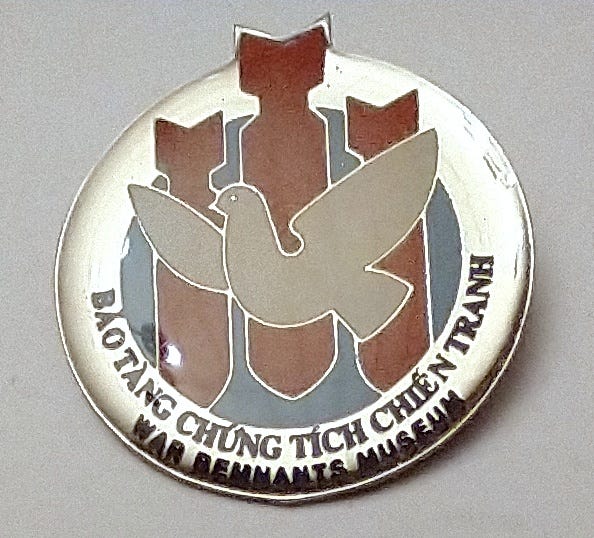 BẢO TÀNG CHỨNG TÍCH CHIẾN TRANH
WAR REMNANTS MUSEUM